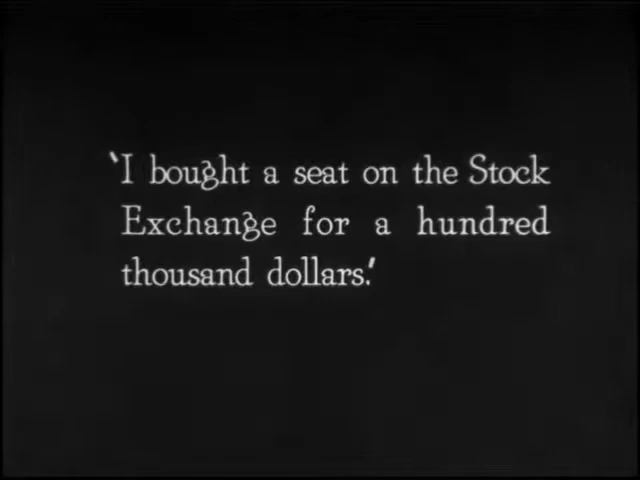 ‘I bought a seat on the Stock
Exchange for a hundred
thousand dollars.’